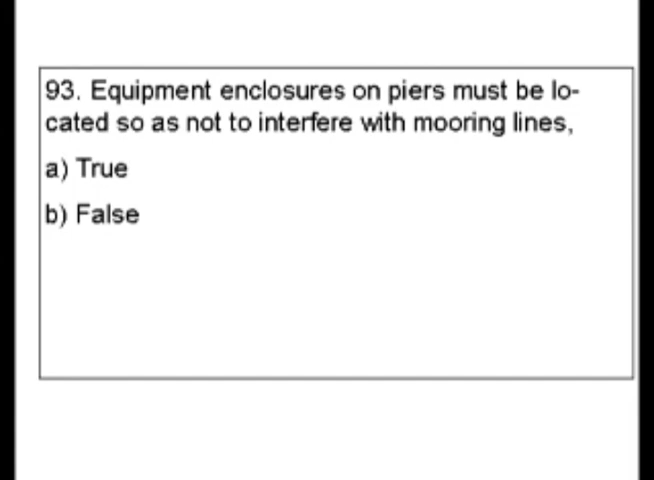 93. Equipment enclosures on piers must be lo-
cated so as not to interfere with mooring lines,
a) True
b) False